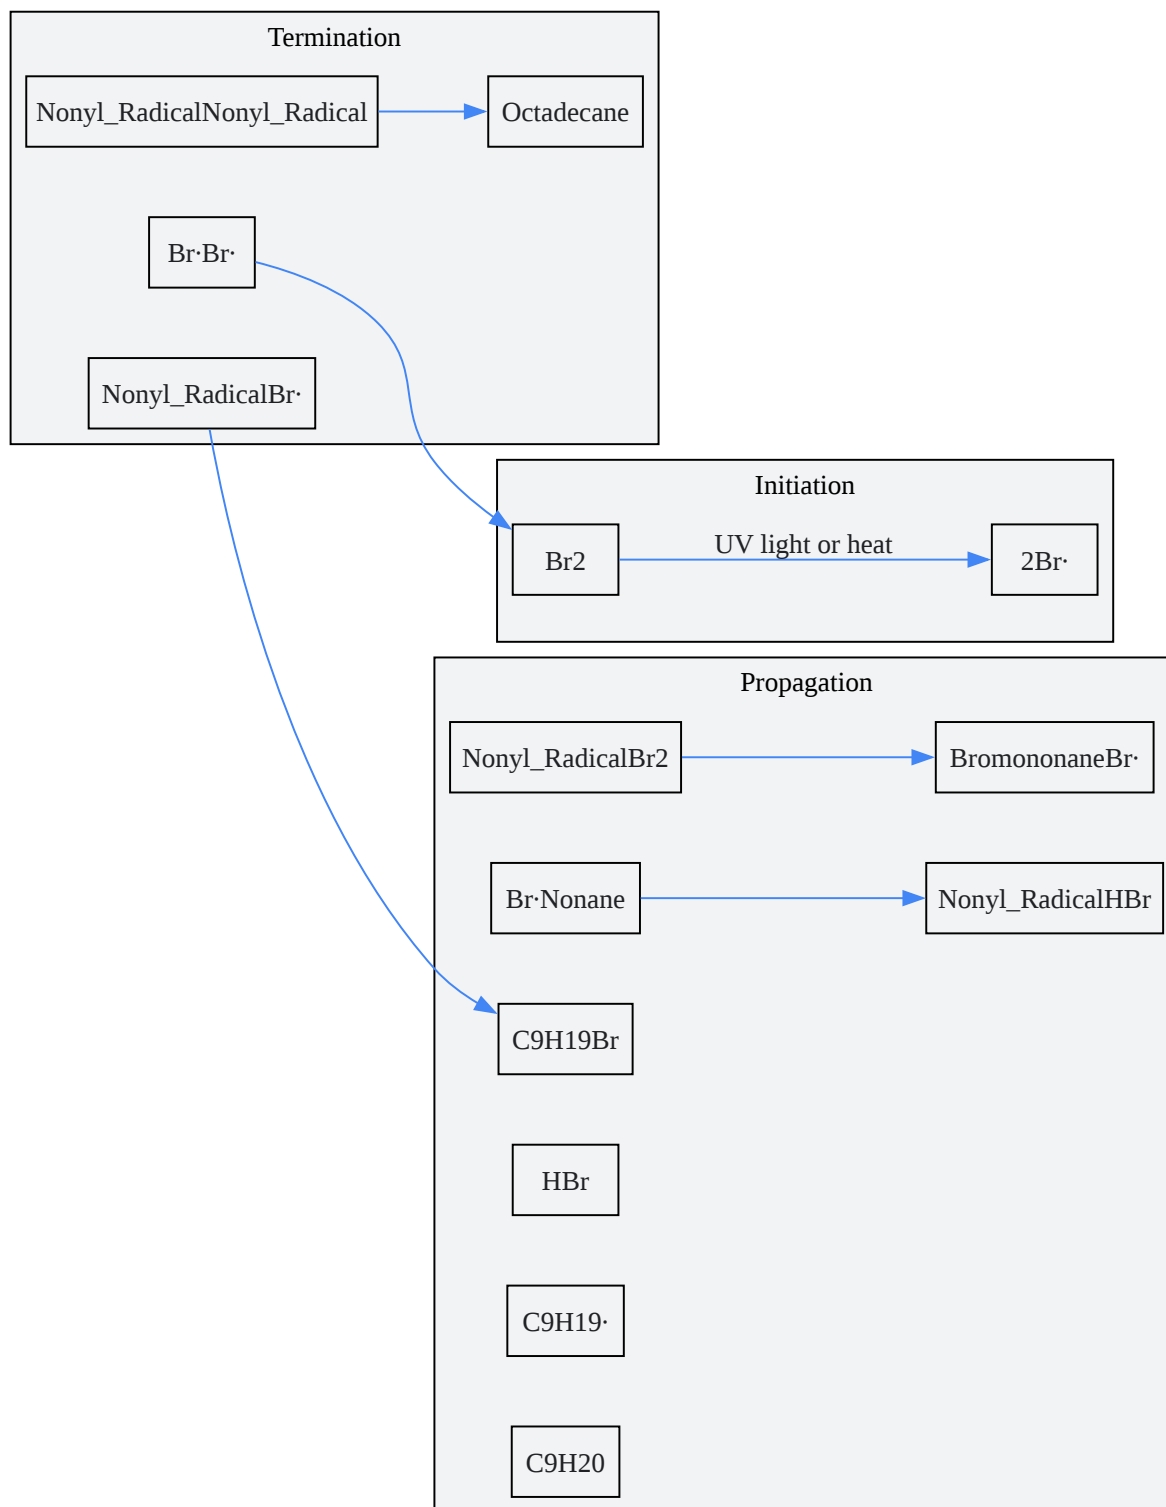 Termination
Nonyl_RadicalNonyl_Radical
Octadecane
Br·Br·
Nonyl_RadicalBr·
Initiation
Br2
UV light or heat
2Br·
Propagation
Nonyl_RadicalBr2
BromononaneBr·
Br·Nonane
Nonyl_RadicalHBr
C9H19Br
HBr
C9H19·
C9H20